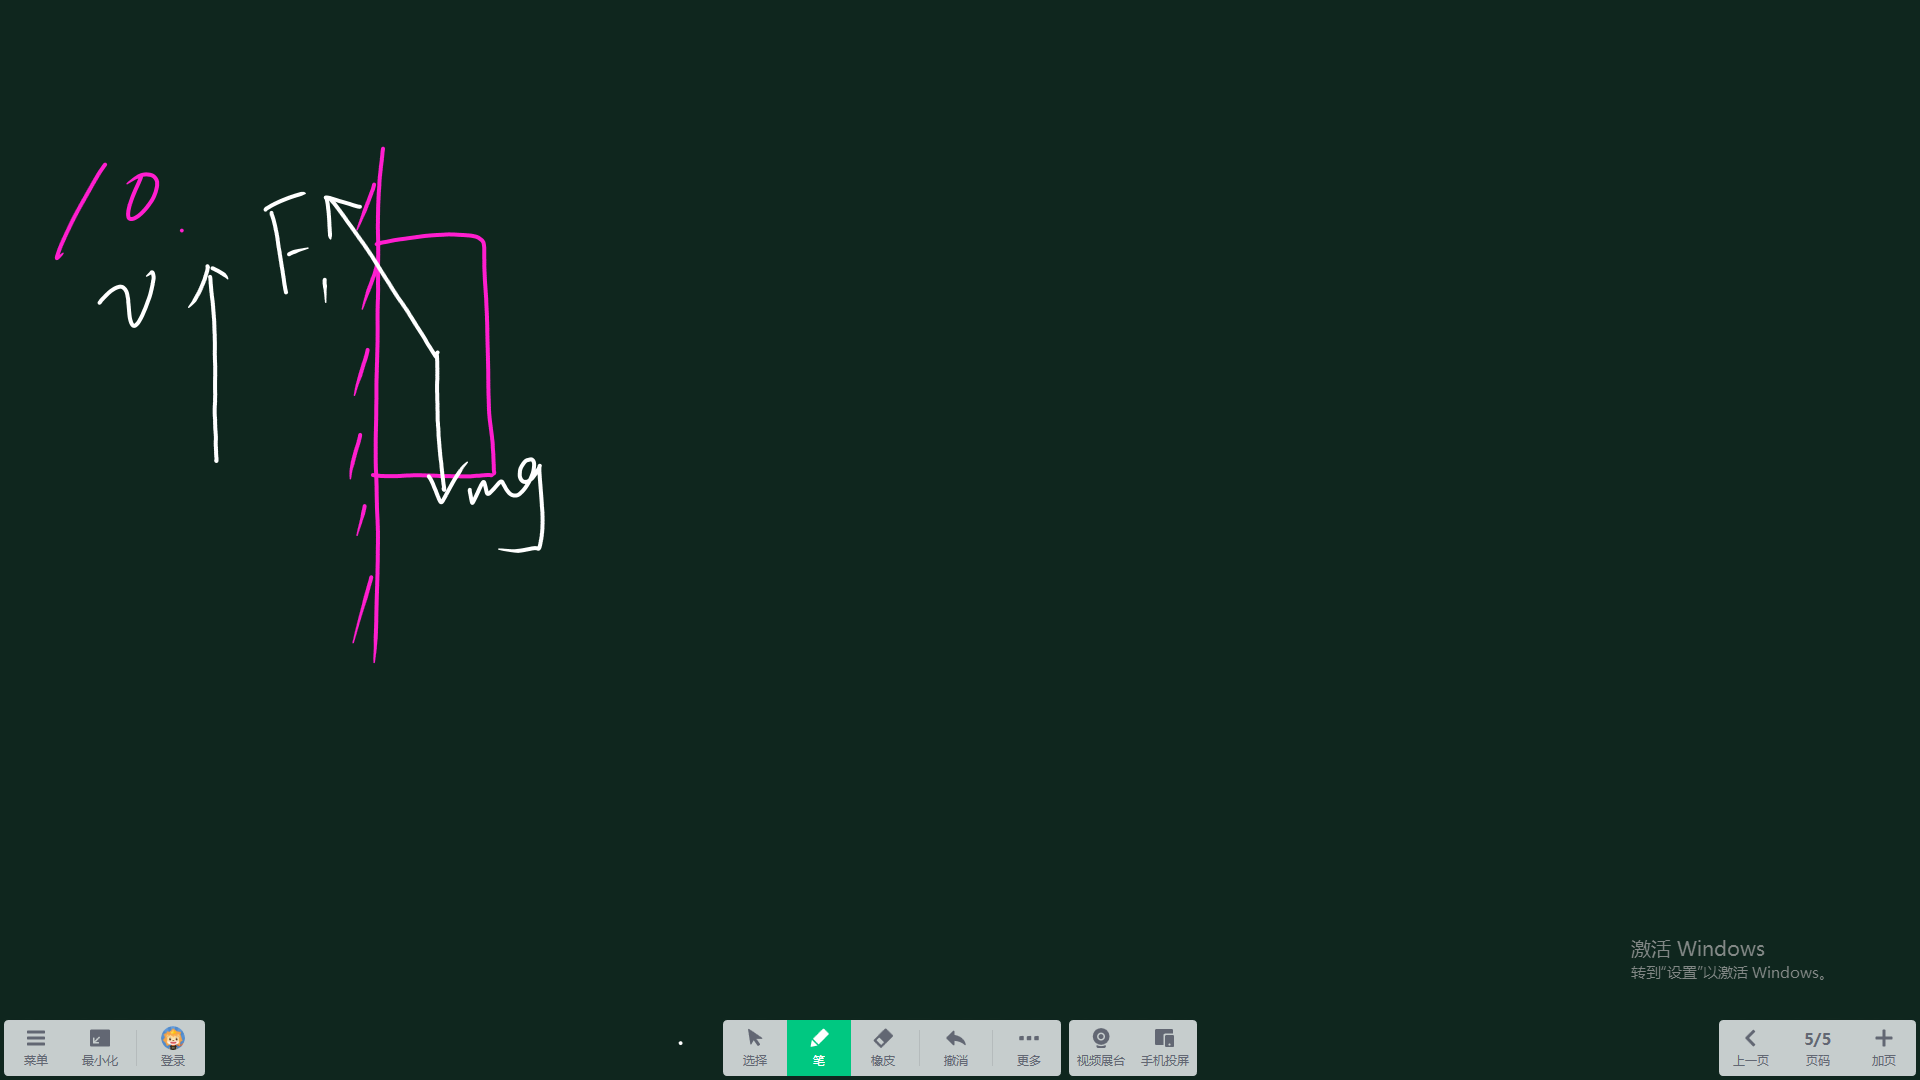 10.
v
F₁
mg
激活 Windows
转到“设置”以激活 Windows。
菜单
最小化
登录
选择
笔
橡皮
撤消
更多
视频展台
手机投屏
上一页
5/5
页码
加页